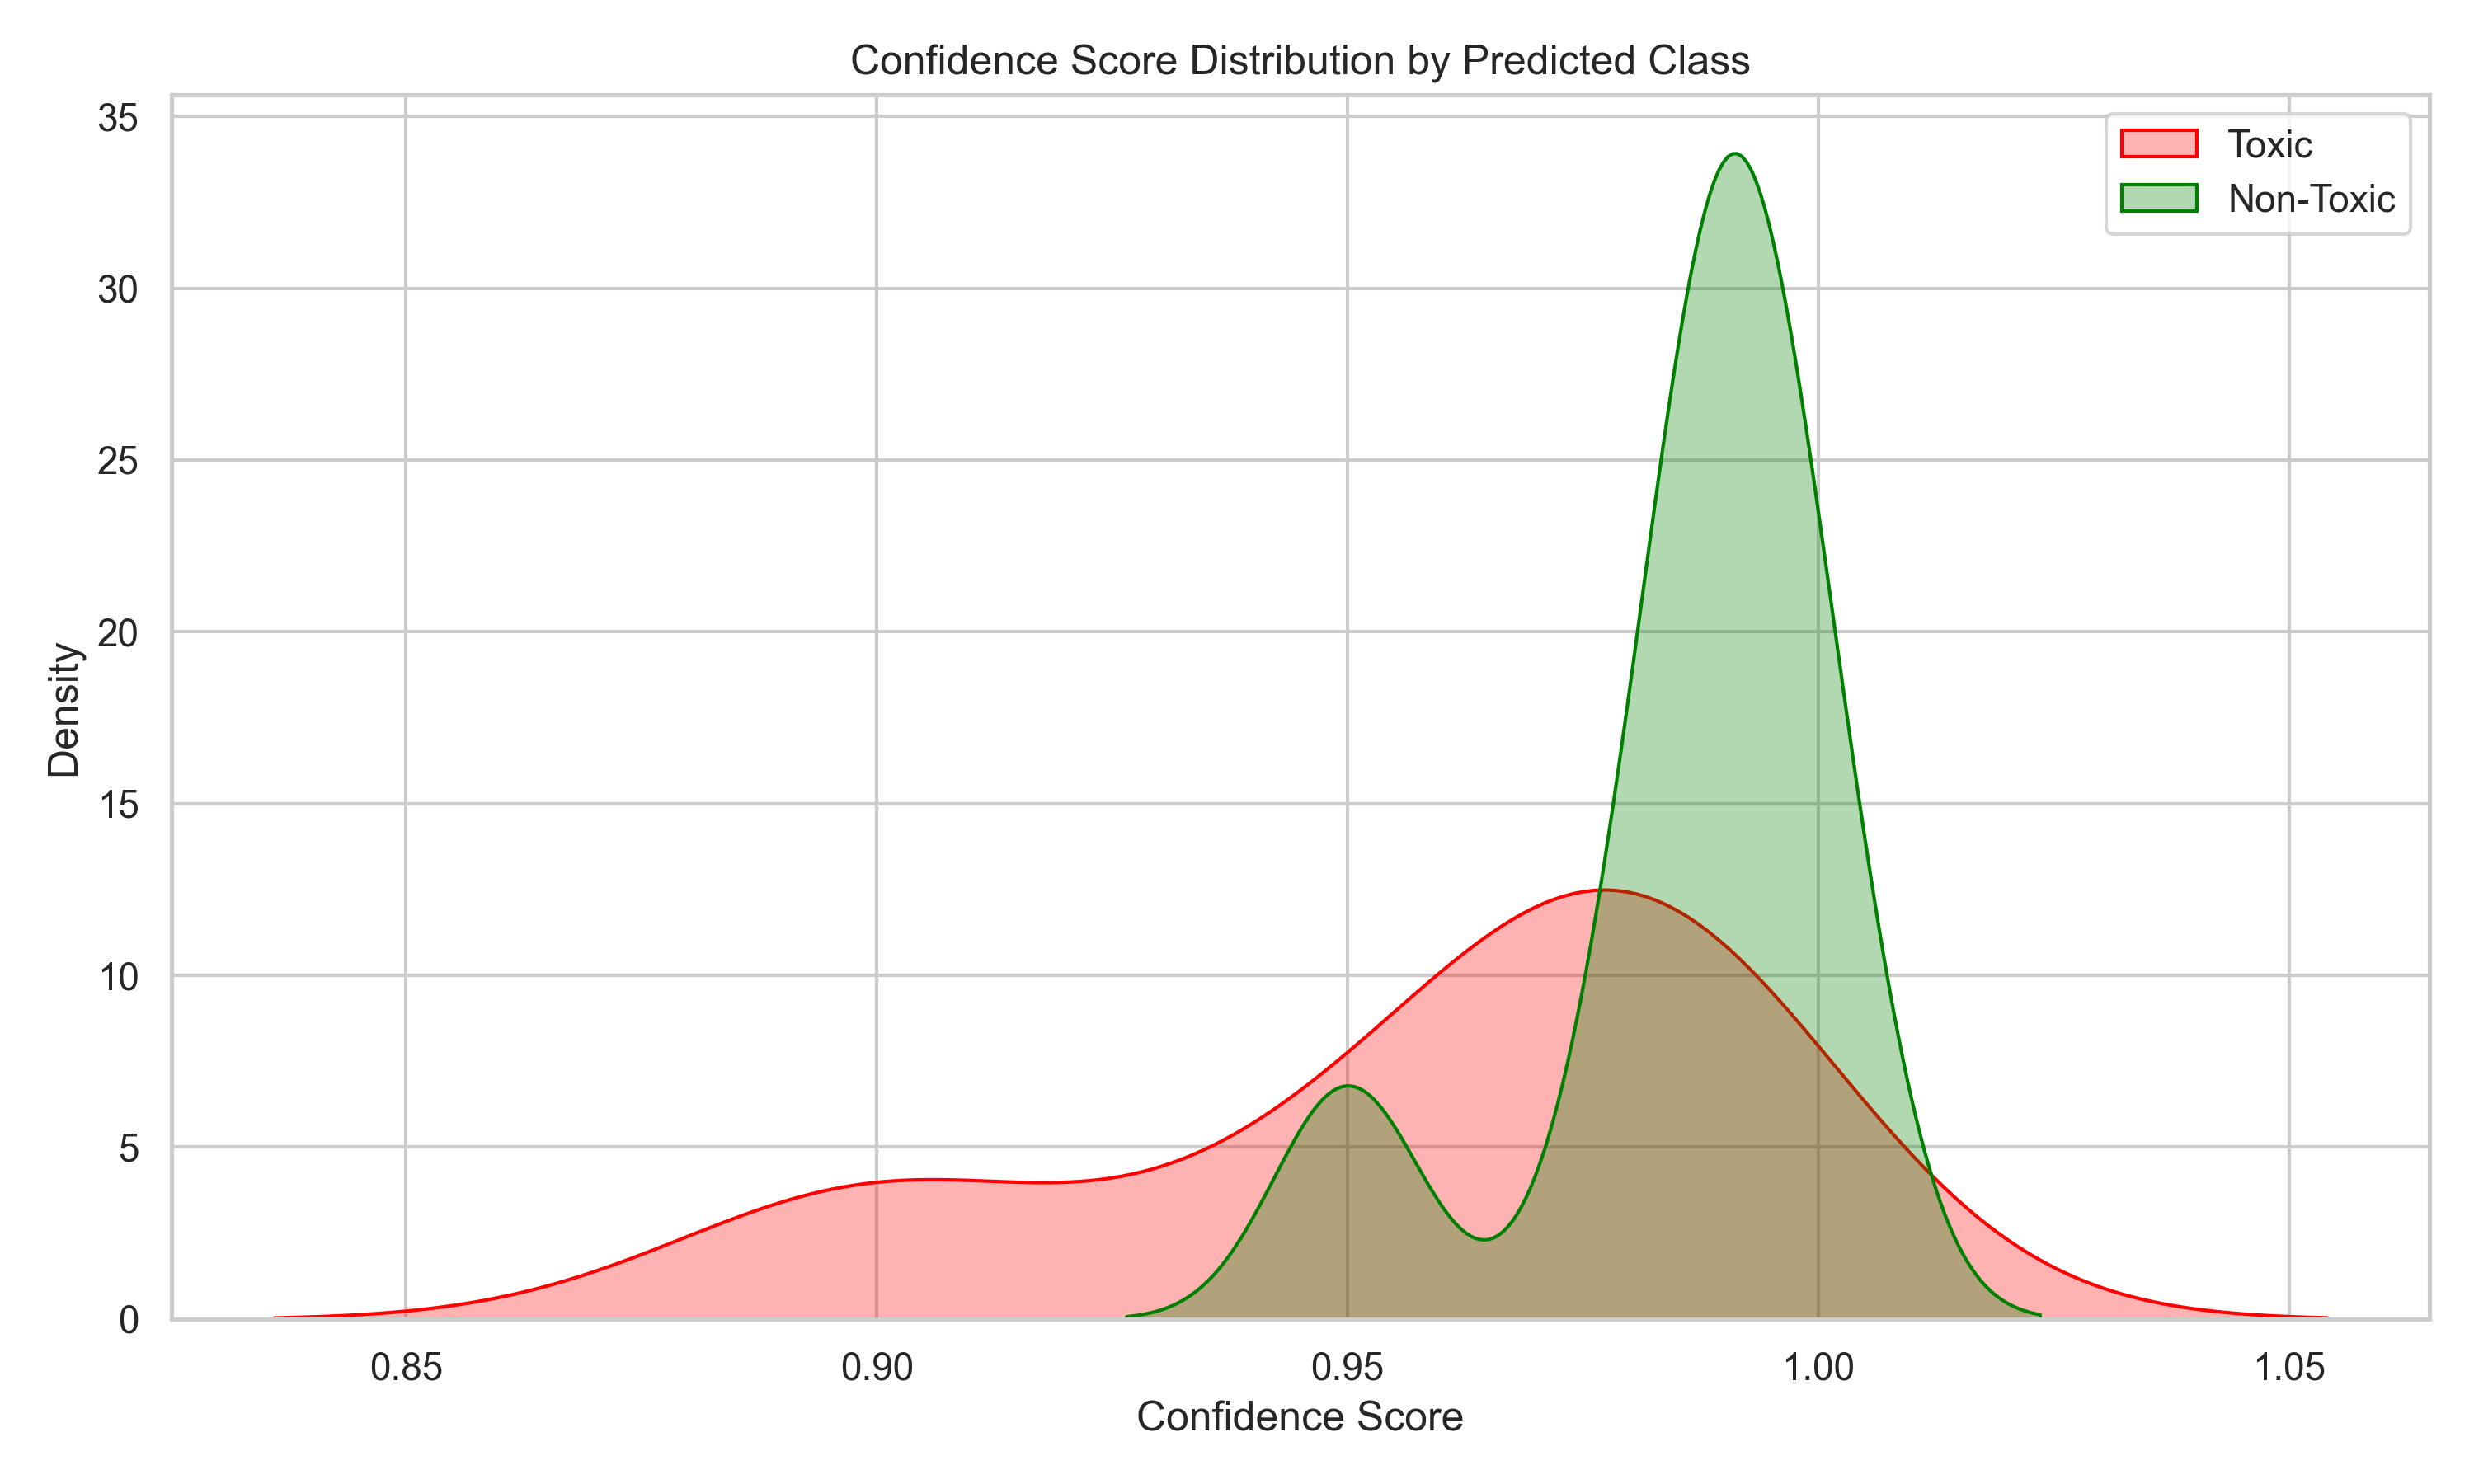 Confidence Score Distribution by Predicted Class
Toxic
Non-Toxic
Density
35
30
25
20
15
10
5
0
0.85 0.90 0.95 1.00 1.05
Confidence Score